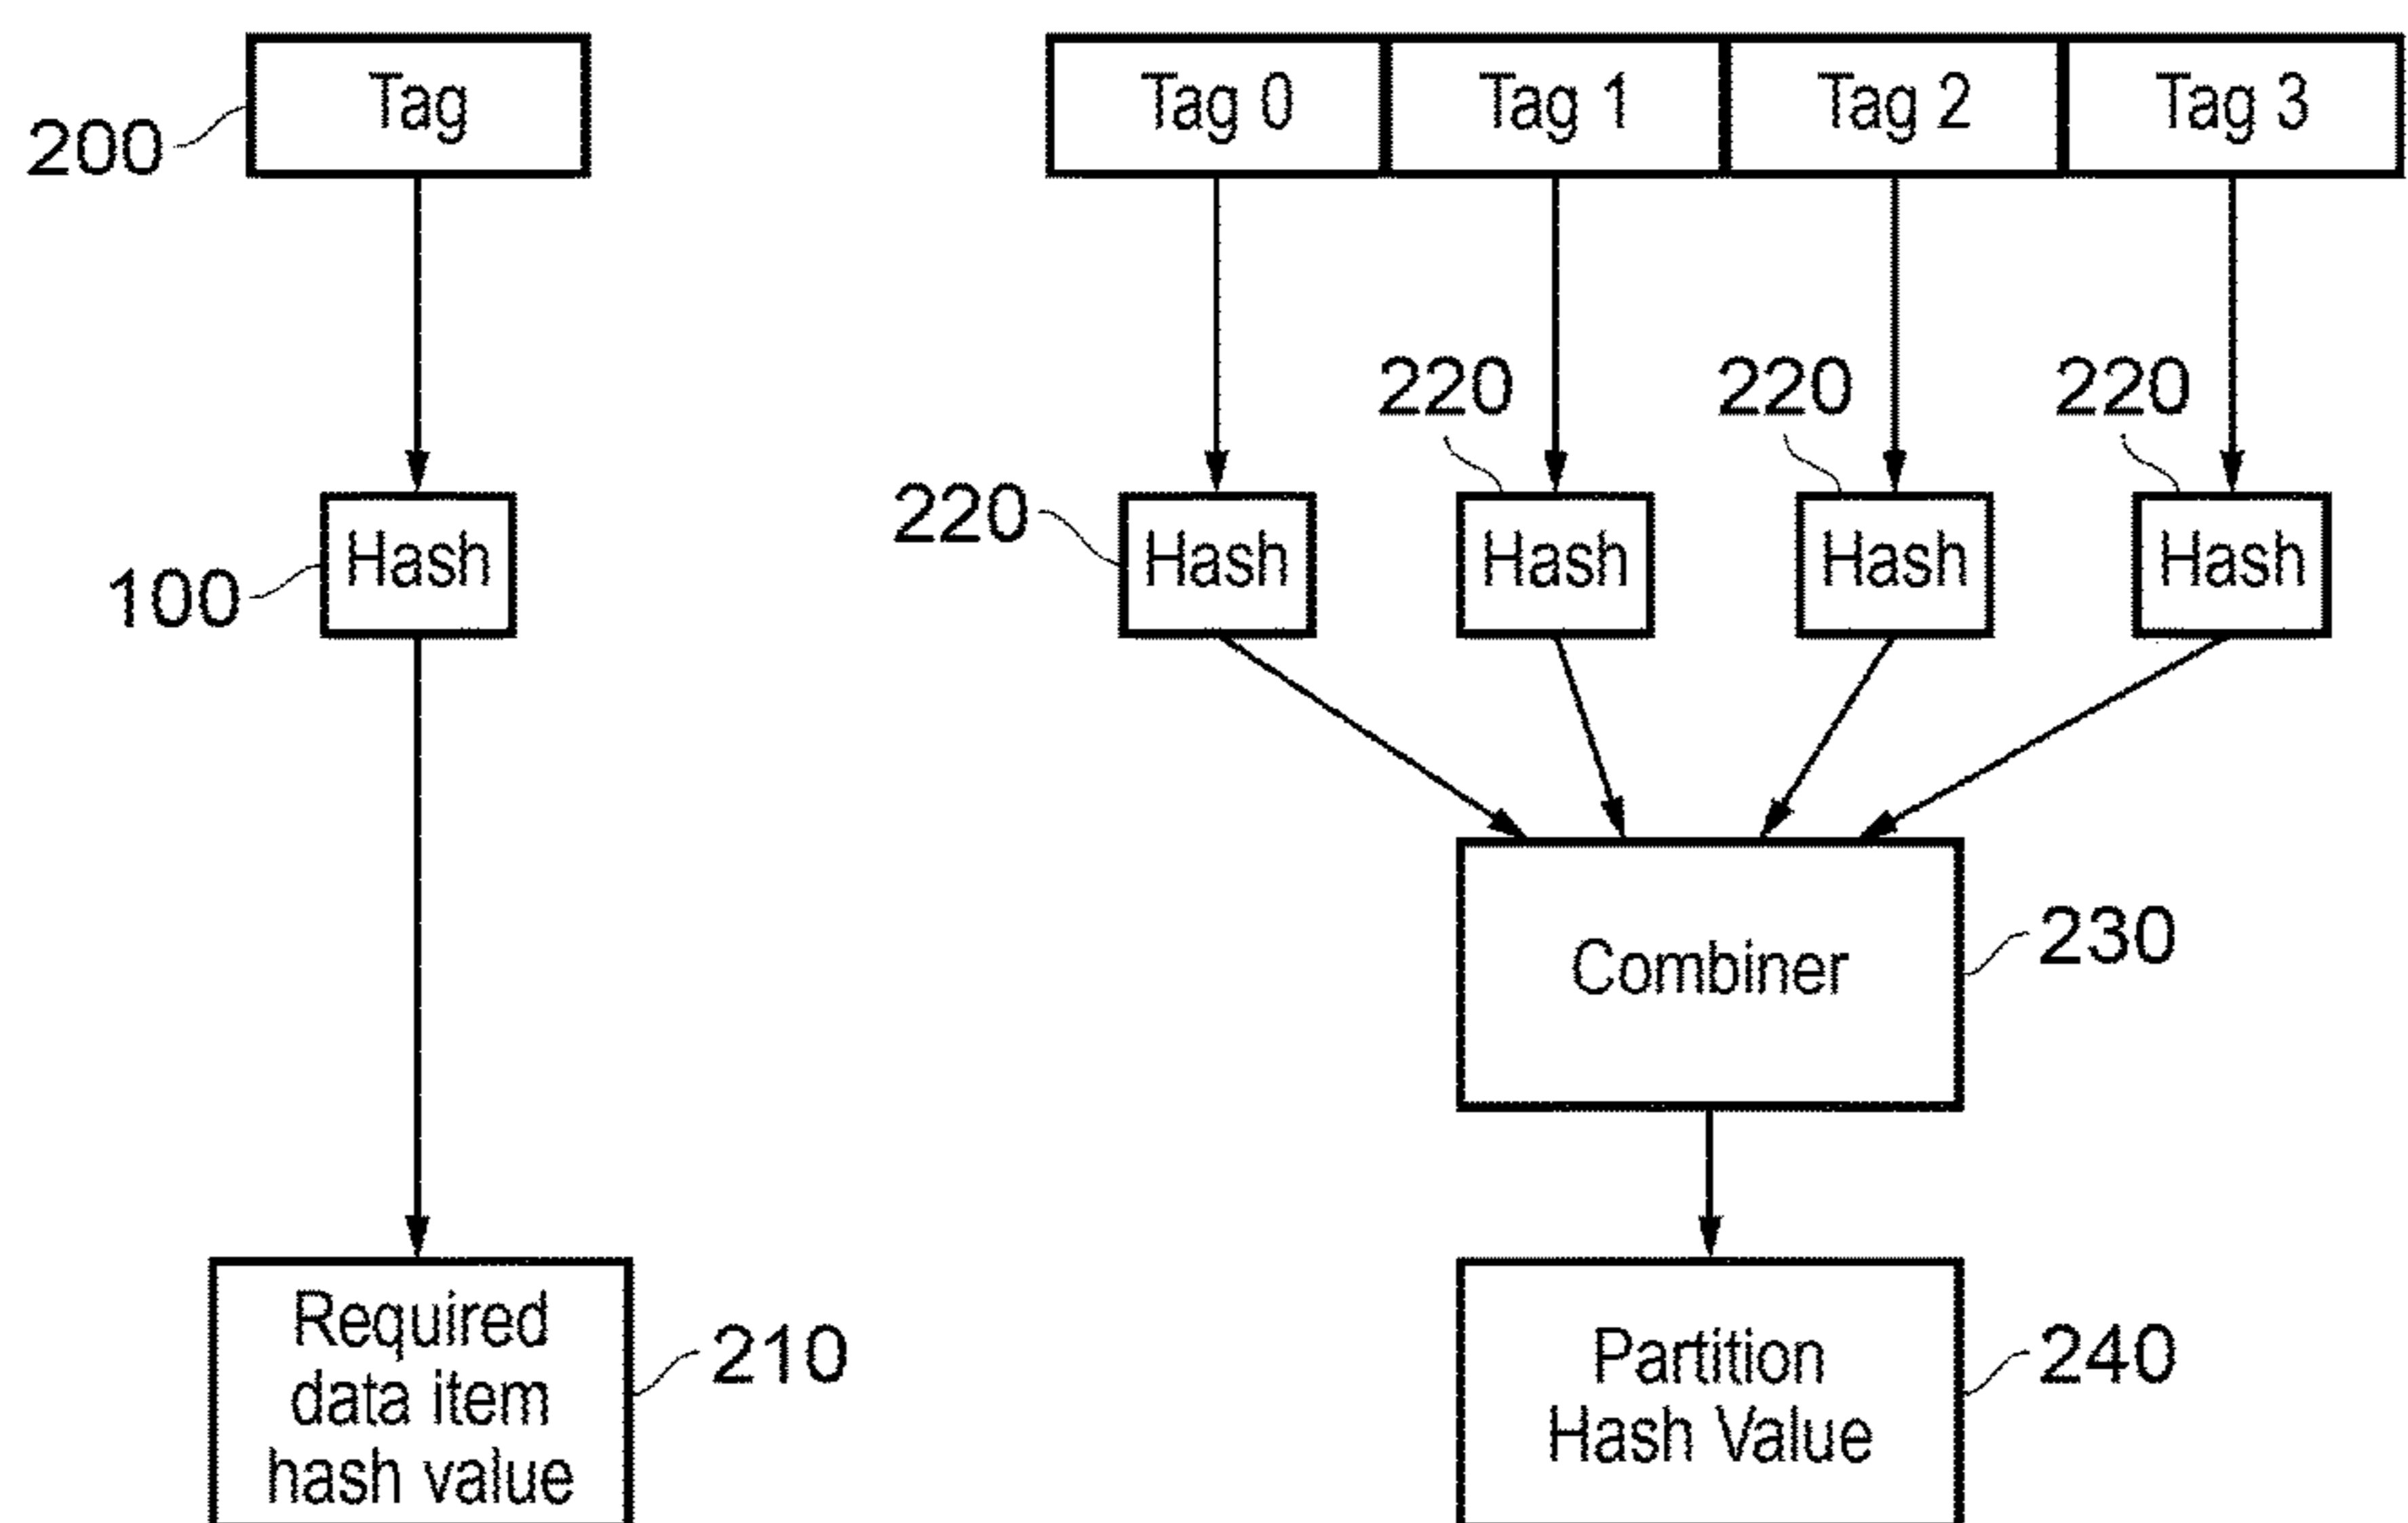 Tag
Tag 0
Tag 1
Tag 2
Tag 3
200
220
220
220
220
Hash
Hash
Hash
Hash
Hash
100
Combiner
230
Required
data item
hash value
210
Partition
Hash Value
240